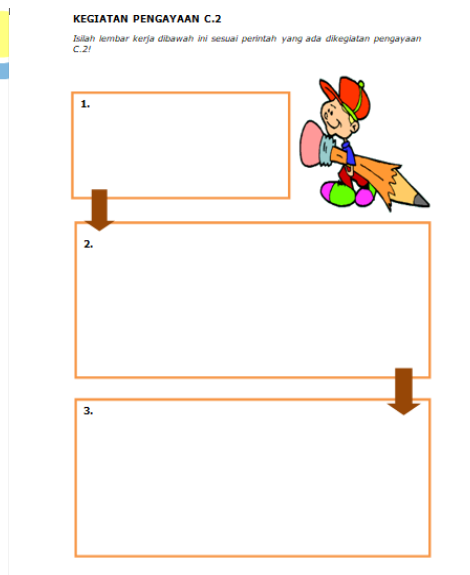 KEGIATAN PENGAYAAN C.2
Isilah lembar kerja dibawah ini sesuai perintah yang ada dikegiatan pengayaan
C.2!
1.
2.
3.